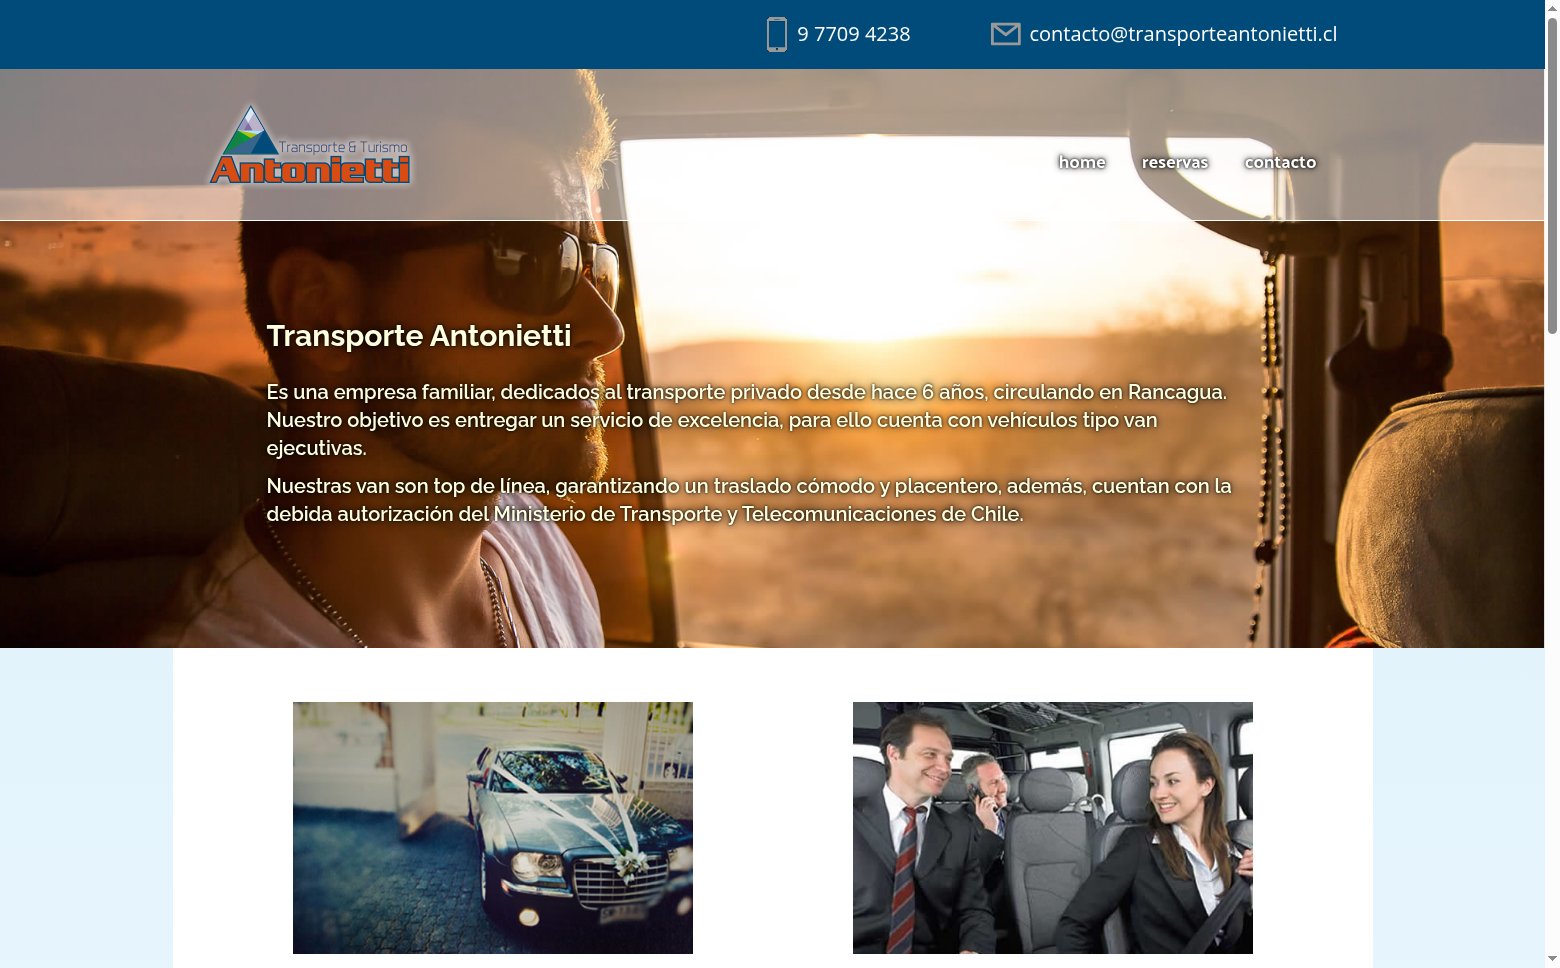 9 7709 4238
contacto@transporteantonietti.cl
Transporte & Turismo
Antonietti
home reservas contacto
Transporte Antonietti
Es una empresa familiar, dedicados al transporte privado desde hace 6 años, circulando en Rancagua.
Nuestro objetivo es entregar un servicio de excelencia, para ello cuenta con vehículos tipo van
ejecutivas.
Nuestras van son top de línea, garantizando un traslado cómodo y placentero, además, cuentan con la
debida autorización del Ministerio de Transporte y Telecomunicaciones de Chile.